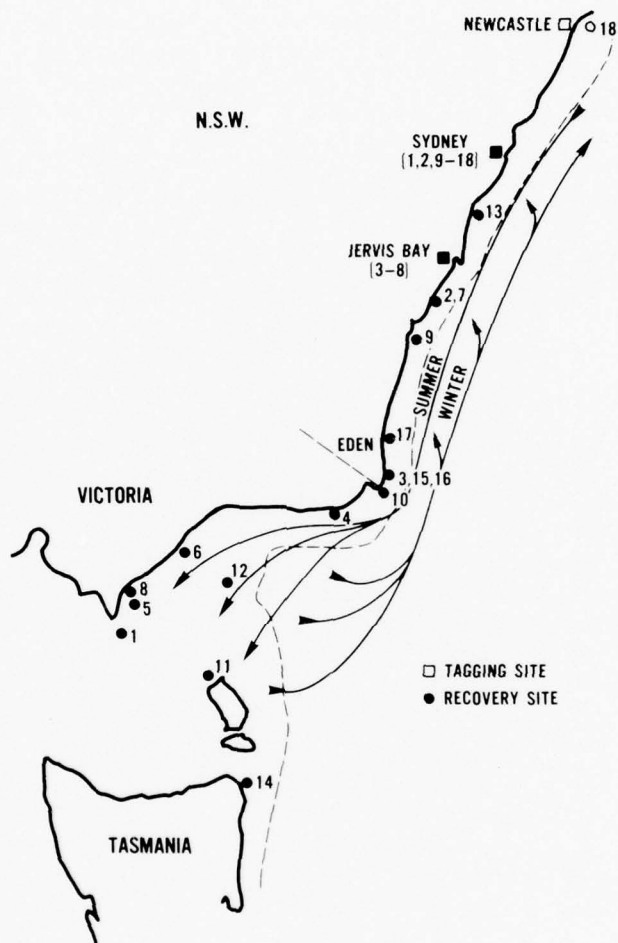 NEWCASTLE
18
N.S.W.
SYDNEY
(1,2,9-18)
13
JERVIS BAY
(3-8)
2,7
9
SUMMER
WINTER
17
EDEN
3,15,16
10
VICTORIA
4
6
12
8
5
1
11
□ TAGGING SITE
● RECOVERY SITE
14
TASMANIA